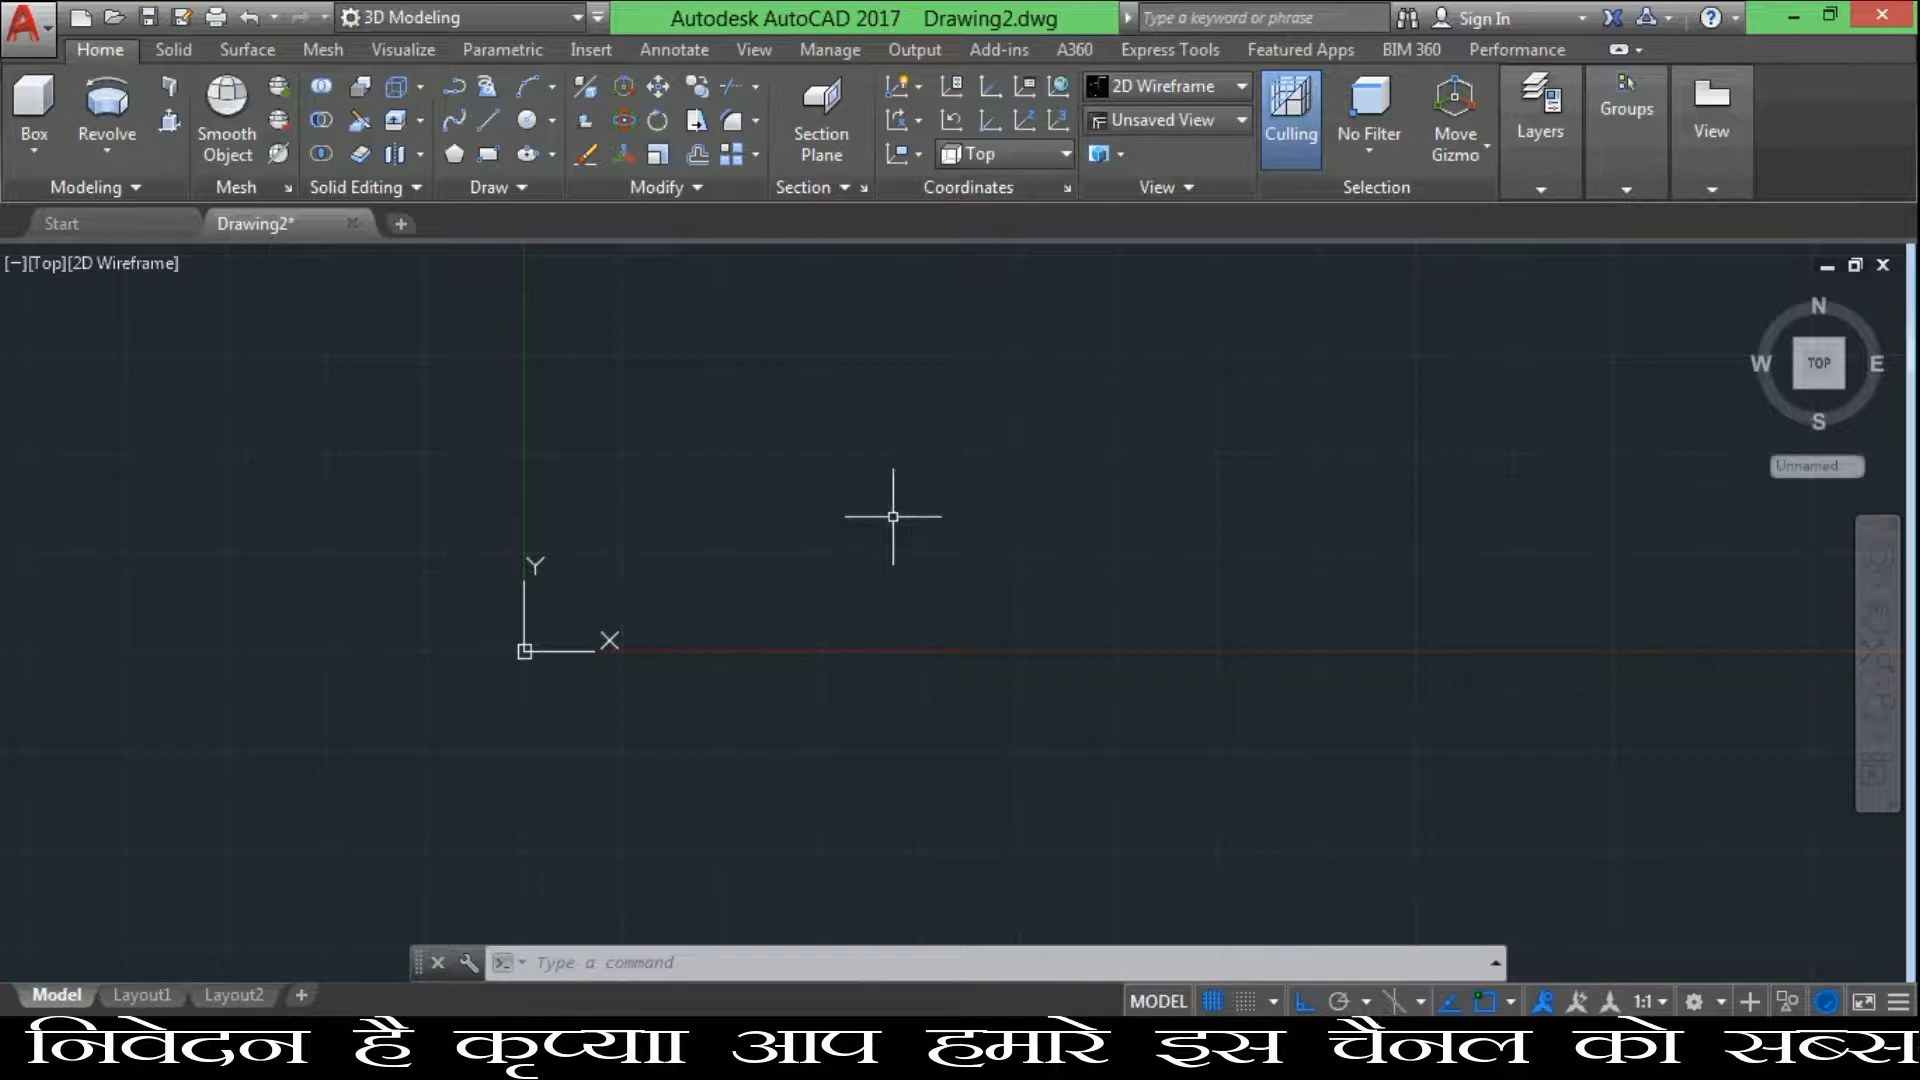 3D Modeling Autodesk AutoCAD 2017 Drawing2.dwg Type a keyword or phrase Sign In
Home Solid Surface Mesh Visualize Parametric Insert Annotate View Manage Output Add-ins A360 Express Tools Featured Apps BIM 360 Performance
2D Wireframe
Unsaved View
Box Revolve Smooth Object Section Plane Top Culling No Filter Move Gizmo Layers Groups View
Modeling Mesh Solid Editing Draw Modify Section Coordinates View Selection
Start Drawing2*
[−][Top][2D Wireframe]
N
W TOP E
S
Unnamed
Y
X
Type a command
Model Layout1 Layout2 MODEL 1:1
निवेदन है कृप्याा आप हमारे इस चैनल को सब्स